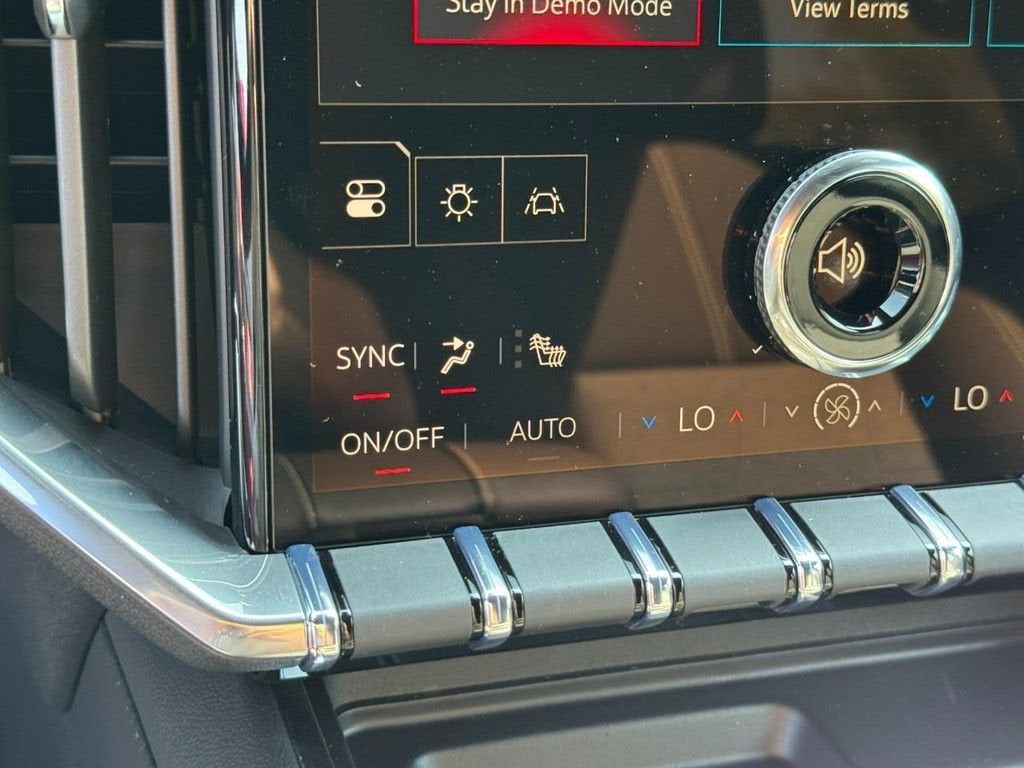 Stay in Demo Mode
View Terms
SYNC
ON/OFF
AUTO
LO
LO